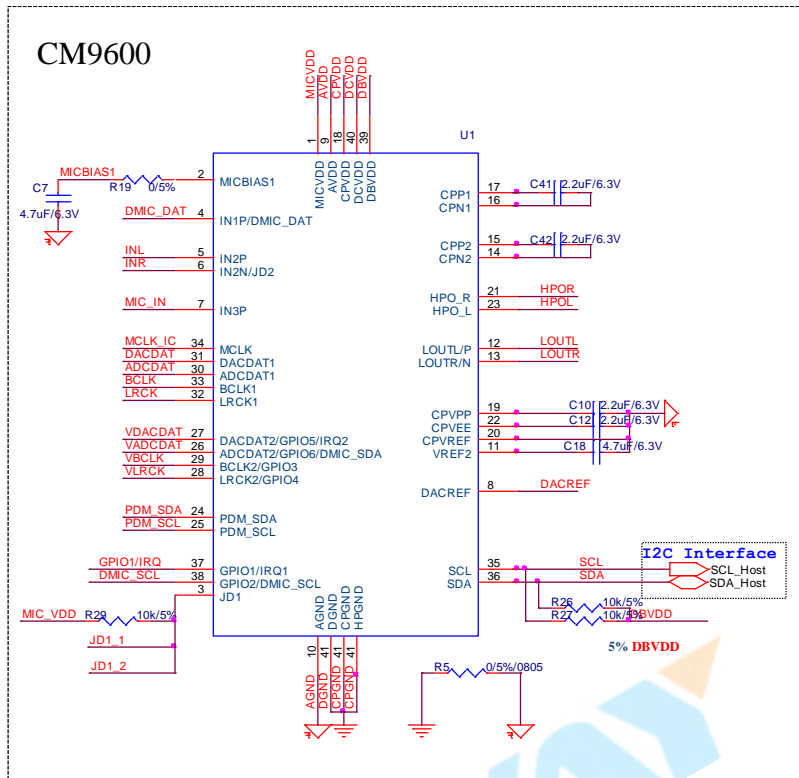 CM9600
MICVDD
AVDD
CPVDD
DCVDD
DBVDD
1
9
18
40
39
U1
MICVDD
AVDD
CPVDD
DCVDD
DBVDD
MICBIAS1
R19 0/5%
2
MICBIAS1
C7
4.7uF/6.3V
DMIC_DAT
4
IN1P/DMIC_DAT
INL
5
IN2P
INR
6
IN2N/JD2
MIC_IN
7
IN3P
MCLK_IC
34
MCLK
DACDAT
31
DACDAT1
ADCDAT
30
ADCDAT1
BCLK
33
BCLK1
LRCK
32
LRCK1
VDACDAT
27
DACDAT2/GPIO5/IRQ2
VADCDAT
26
ADCDAT2/GPIO6/DMIC_SDA
VBCLK
29
BCLK2/GPIO3
VLRCK
28
LRCK2/GPIO4
PDM_SDA
24
PDM_SDA
PDM_SCL
25
PDM_SCL
GPIO1/IRQ
37
GPIO1/IRQ1
DMIC_SCL
38
GPIO2/DMIC_SCL
3
JD1
MIC_VDD
R29 10k/5%
JD1_1
JD1_2
CPP1
17
C41 2.2uF/6.3V
CPN1
16
CPP2
15
C42 2.2uF/6.3V
CPN2
14
HPO_R
21
HPOR
HPO_L
23
HPOL
LOUTL/P
12
LOUTL
LOUTR/N
13
LOUTR
CPVPP
19
C10 2.2uF/6.3V
CPVEE
22
C12 2.2uF/6.3V
CPVREF
20
VREF2
11
C18 4.7uF/6.3V
DACREF
8
DACREF
I2C Interface
SCL
35
SCL
SCL_Host
SDA
36
SDA
SDA_Host
R26 10k/5%
R27 10k/5%
DBVDD
5% DBVDD
AGND
DGND
CPGND
HPGND
10
41
41
41
AGND
DGND
CPGND
CPGND
R5 0/5%/0805